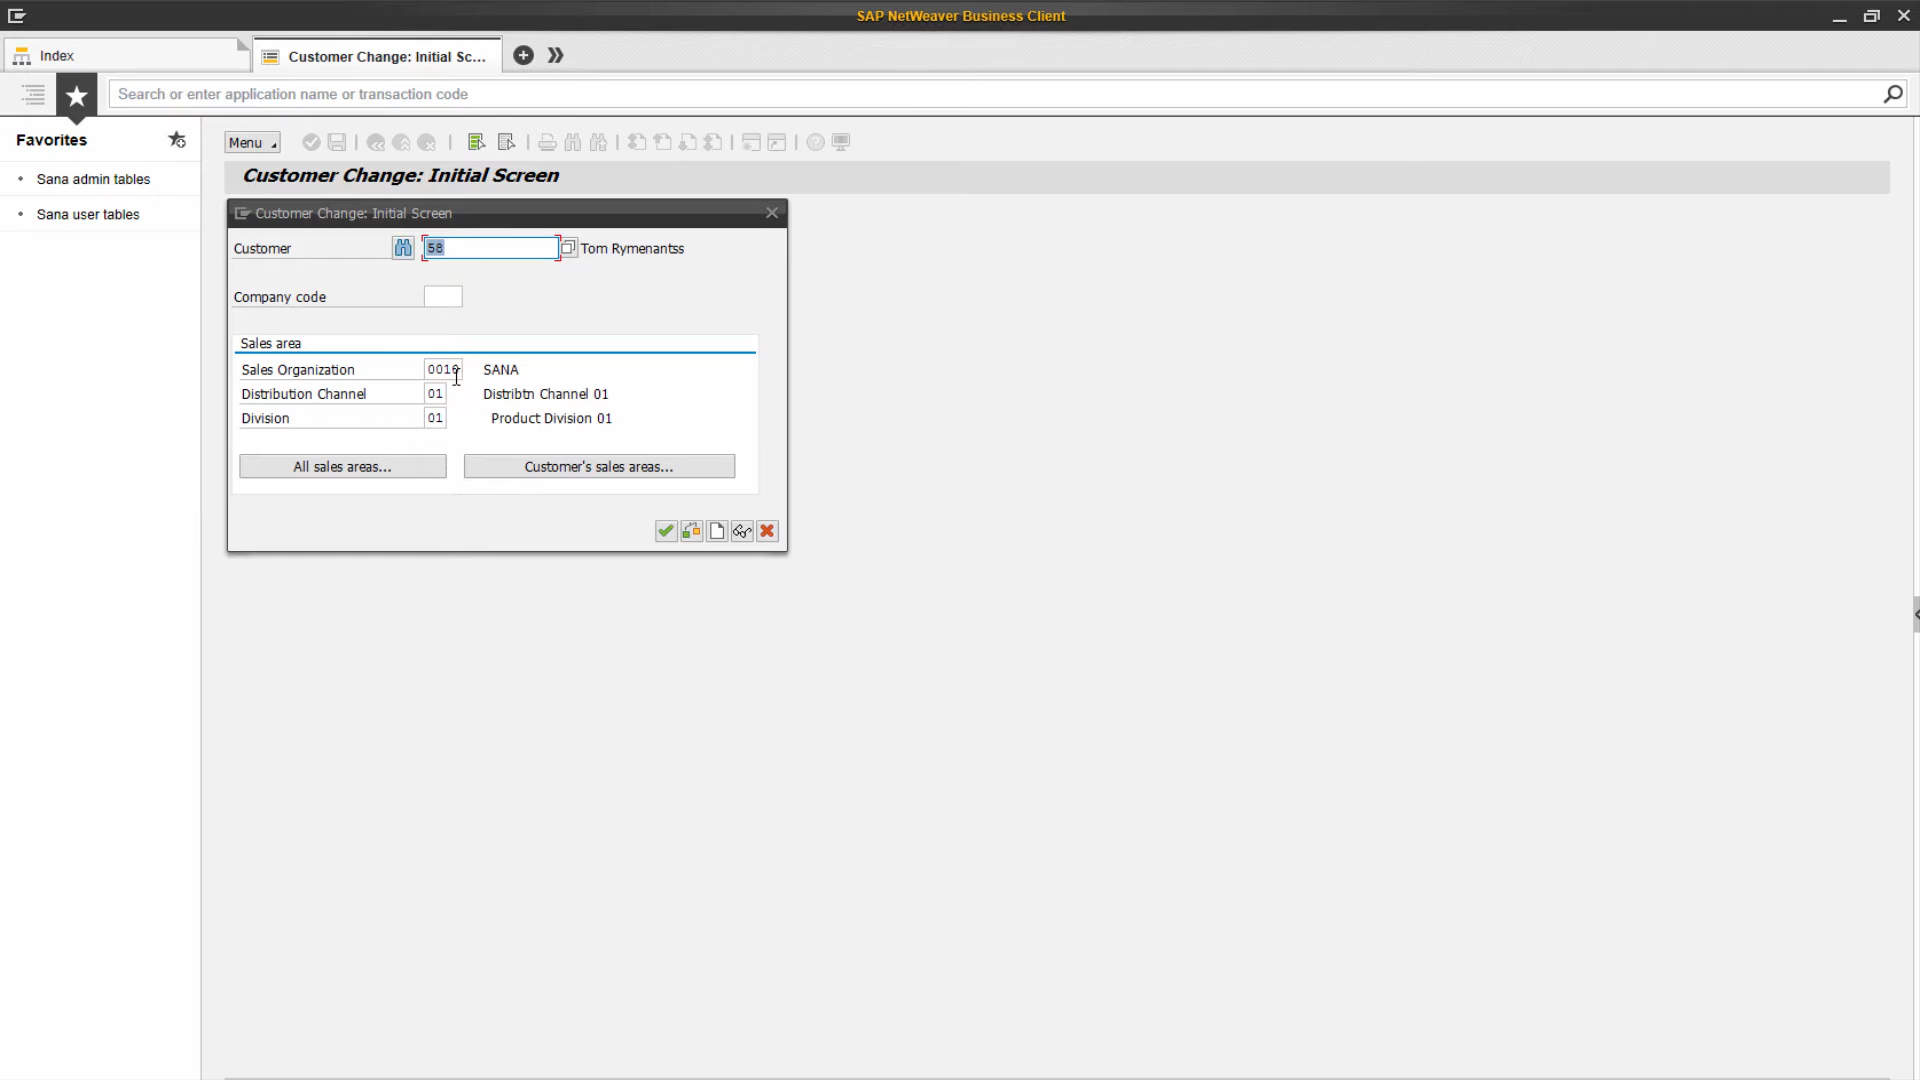 SAP NetWeaver Business Client
Index
Customer Change: Initial Sc...
Search or enter application name or transaction code
Favorites
Sana admin tables
Sana user tables
Menu
Customer Change: Initial Screen
Customer Change: Initial Screen
Customer 58 Tom Rymenantss
Company code
Sales area
Sales Organization 0010 SANA
Distribution Channel 01 Distribtn Channel 01
Division 01 Product Division 01
All sales areas... Customer's sales areas...